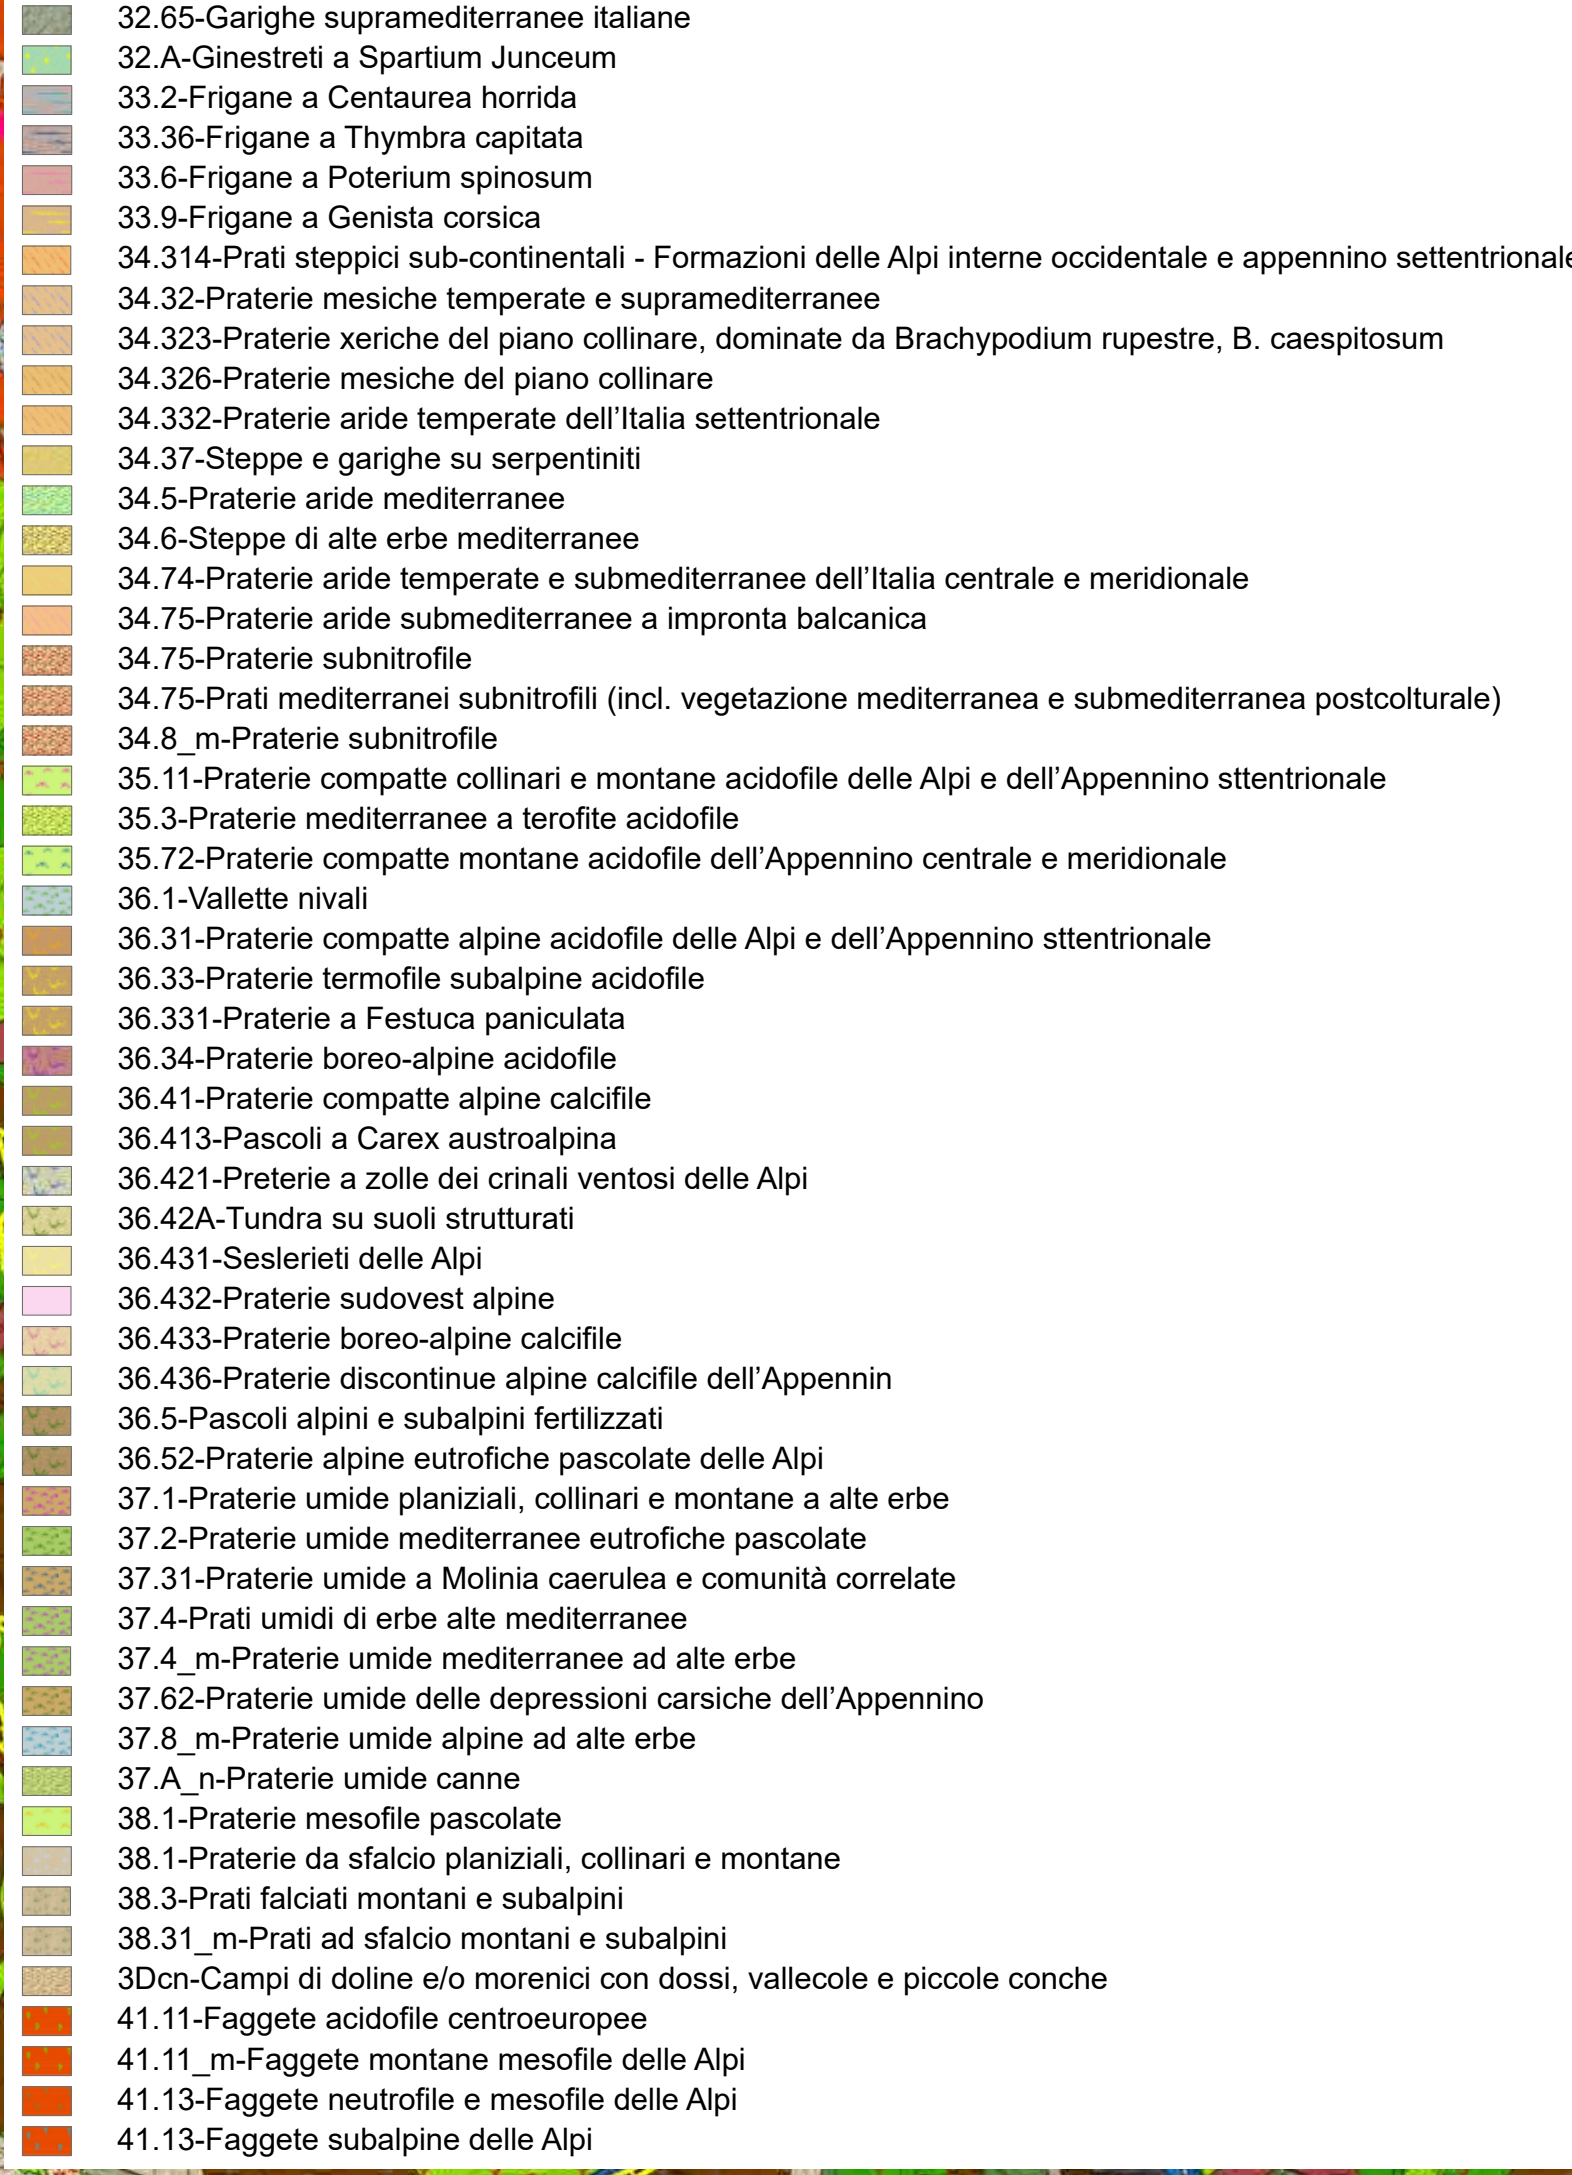 32.65-Garighe supramediterranee italiane
32.A-Ginestreti a Spartium Junceum
33.2-Frigane a Centaurea horrida
33.36-Frigane a Thymbra capitata
33.6-Frigane a Poterium spinosum
33.9-Frigane a Genista corsica
34.314-Prati steppici sub-continentali - Formazioni delle Alpi interne occidentale e appennino settentrionale
34.32-Praterie mesiche temperate e supramediterranee
34.323-Praterie xeriche del piano collinare, dominate da Brachypodium rupestre, B. caespitosum
34.326-Praterie mesiche del piano collinare
34.332-Praterie aride temperate dell’Italia settentrionale
34.37-Steppe e garighe su serpentiniti
34.5-Praterie aride mediterranee
34.6-Steppe di alte erbe mediterranee
34.74-Praterie aride temperate e submediterranee dell’Italia centrale e meridionale
34.75-Praterie aride submediterranee a impronta balcanica
34.75-Praterie subnitrofile
34.75-Prati mediterranei subnitrofili (incl. vegetazione mediterranea e submediterranea postcolturale)
34.8_m-Praterie subnitrofile
35.11-Praterie compatte collinari e montane acidofile delle Alpi e dell’Appennino sttentrionale
35.3-Praterie mediterranee a terofite acidofile
35.72-Praterie compatte montane acidofile dell’Appennino centrale e meridionale
36.1-Vallette nivali
36.31-Praterie compatte alpine acidofile delle Alpi e dell’Appennino sttentrionale
36.33-Praterie termofile subalpine acidofile
36.331-Praterie a Festuca paniculata
36.34-Praterie boreo-alpine acidofile
36.41-Praterie compatte alpine calcifile
36.413-Pascoli a Carex austroalpina
36.421-Preterie a zolle dei crinali ventosi delle Alpi
36.42A-Tundra su suoli strutturati
36.431-Seslerieti delle Alpi
36.432-Praterie sudovest alpine
36.433-Praterie boreo-alpine calcifile
36.436-Praterie discontinue alpine calcifile dell’Appennin
36.5-Pascoli alpini e subalpini fertilizzati
36.52-Praterie alpine eutrofiche pascolate delle Alpi
37.1-Praterie umide planiziali, collinari e montane a alte erbe
37.2-Praterie umide mediterranee eutrofiche pascolate
37.31-Praterie umide a Molinia caerulea e comunità correlate
37.4-Prati umidi di erbe alte mediterranee
37.4_m-Praterie umide mediterranee ad alte erbe
37.62-Praterie umide delle depressioni carsiche dell’Appennino
37.8_m-Praterie umide alpine ad alte erbe
37.A_n-Praterie umide canne
38.1-Praterie mesofile pascolate
38.1-Praterie da sfalcio planiziali, collinari e montane
38.3-Prati falciati montani e subalpini
38.31_m-Prati ad sfalcio montani e subalpini
3Dcn-Campi di doline e/o morenici con dossi, vallecole e piccole conche
41.11-Faggete acidofile centroeuropee
41.11_m-Faggete montane mesofile delle Alpi
41.13-Faggete neutrofile e mesofile delle Alpi
41.13-Faggete subalpine delle Alpi